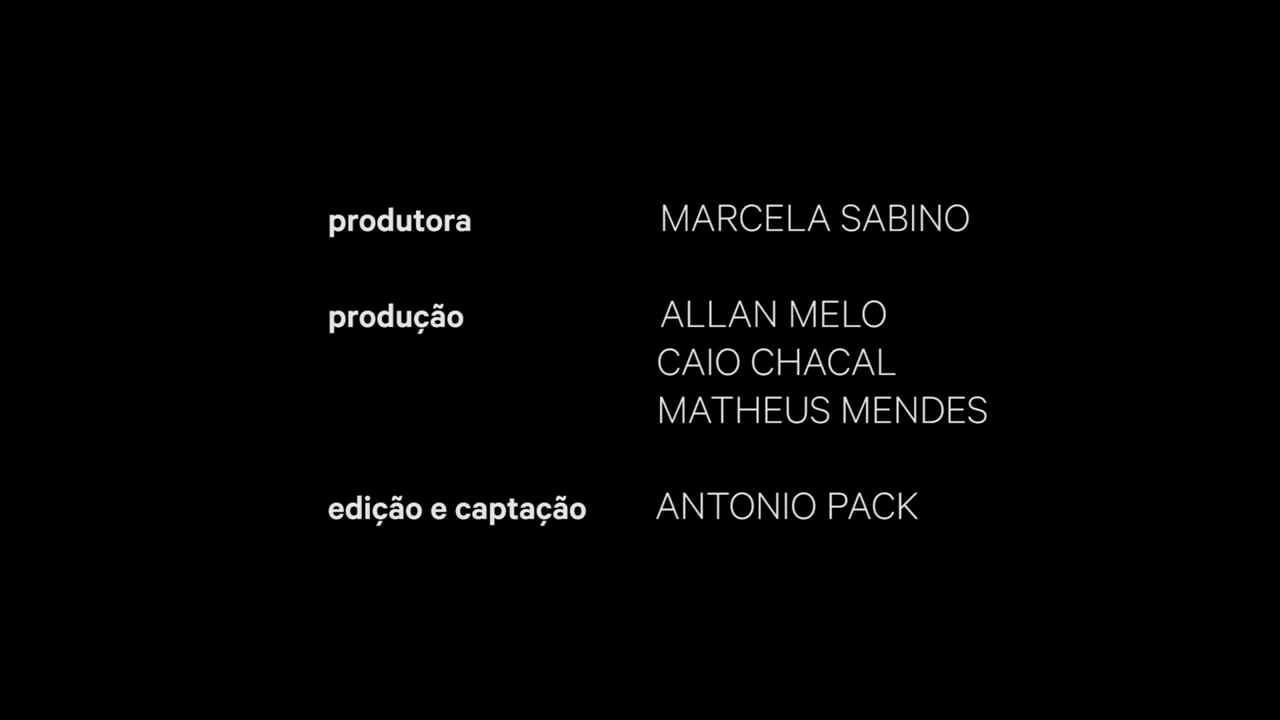 produtora MARCELA SABINO
produção ALLAN MELO
CAIO CHACAL
MATHEUS MENDES
edição e captação ANTONIO PACK